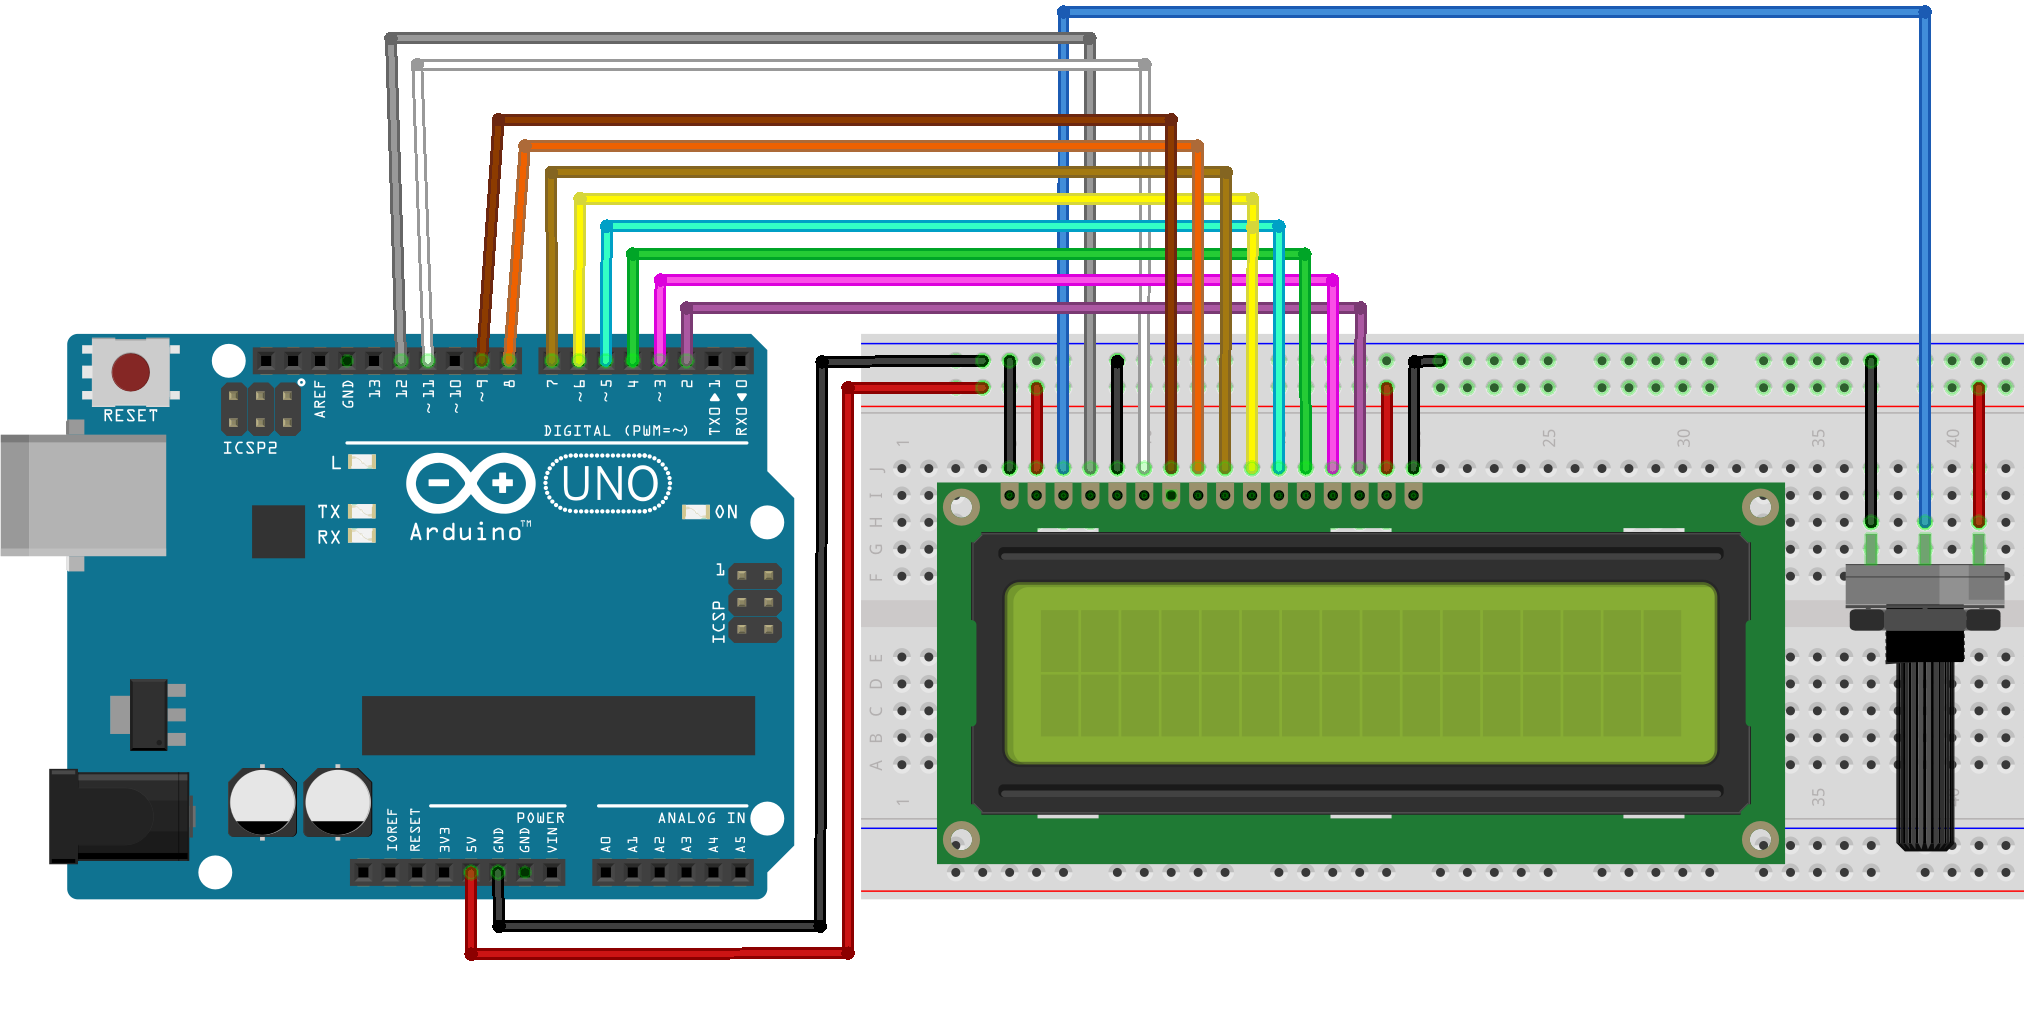 RESET
ICSP2
AREF
GND
13
12
~11
~10
~9
8
7
~6
~5
4
~3
2
TX0▶1
RX0◀0
DIGITAL (PWM=~)
L
TX
RX
UNO
Arduino™
ON
1
ICSP
IOREF
RESET
3V3
5V
GND
GND
VIN
POWER
ANALOG IN
A0
A1
A2
A3
A4
A5
1
25
30
35
40
J
I
H
G
F
E
D
C
B
A
1
35